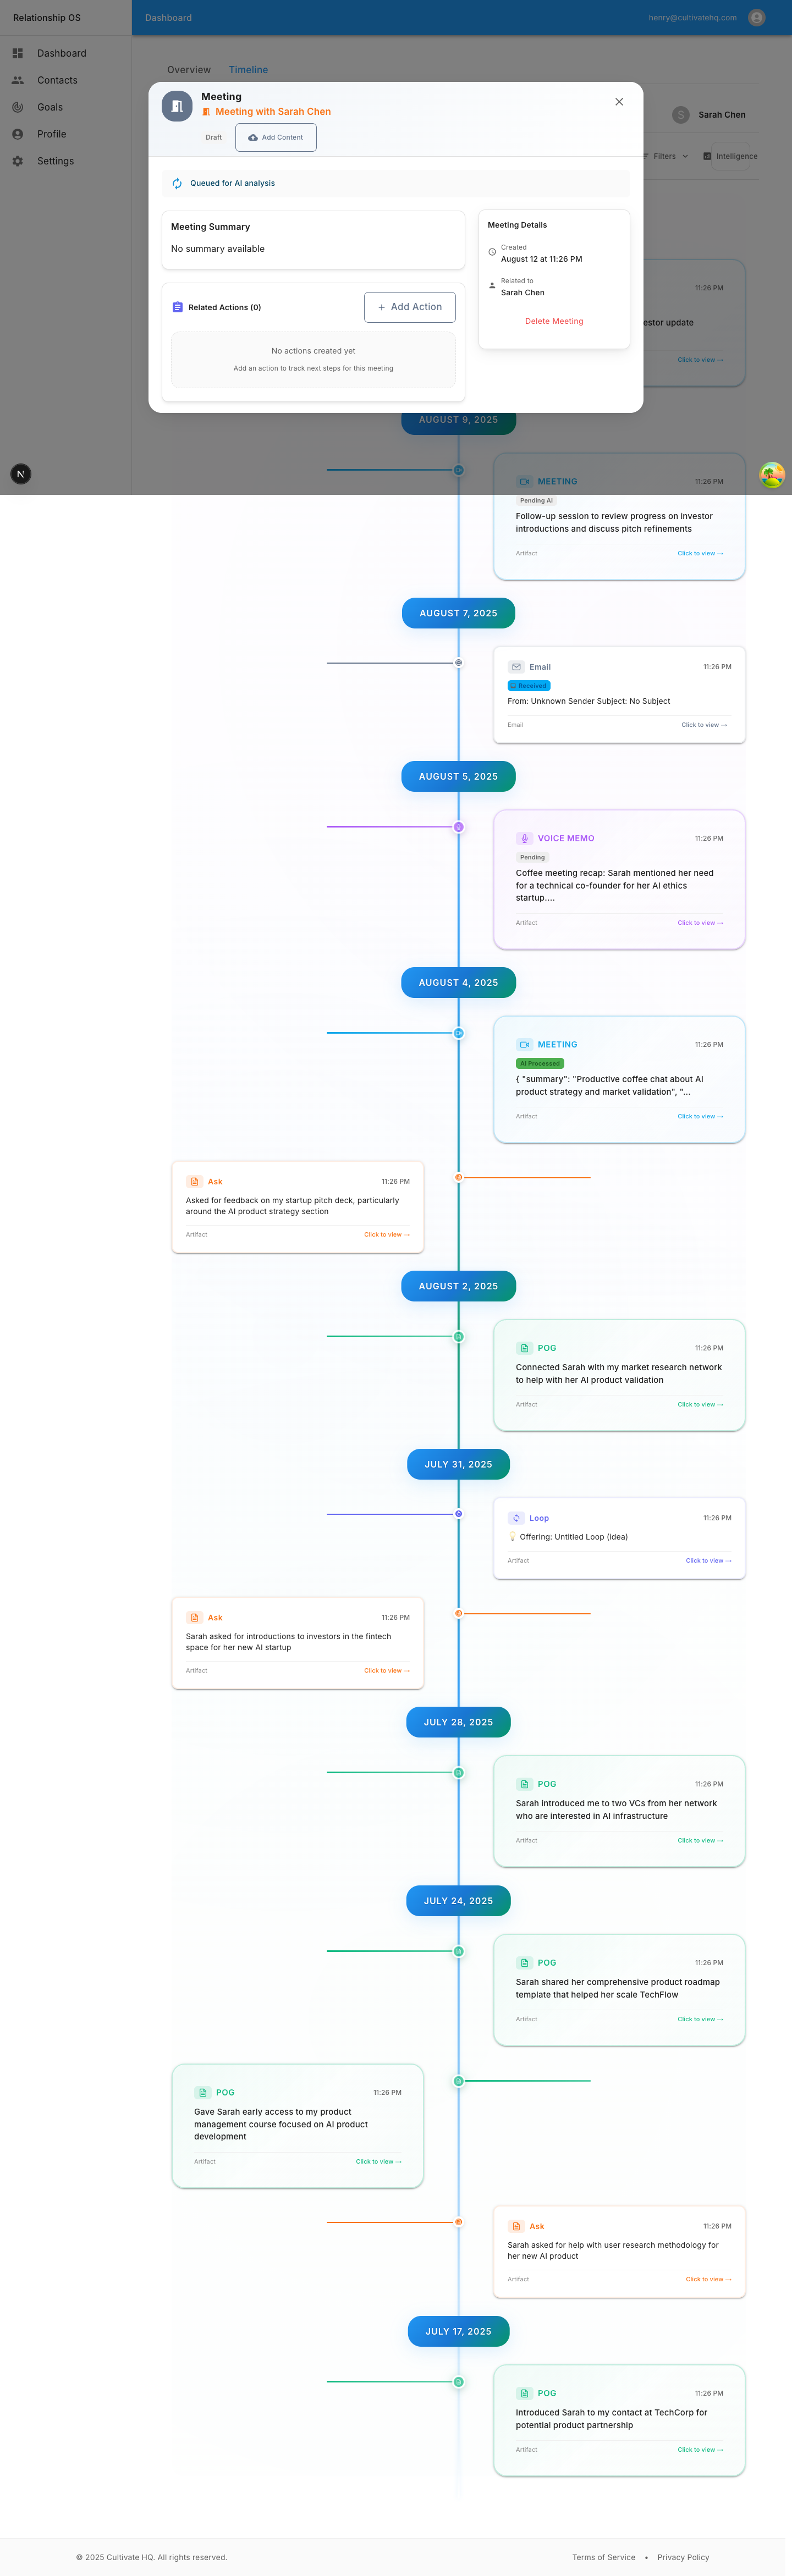 Relationship OS
Dashboard
henry@cultivatehq.com
Dashboard
Contacts
Goals
Profile
Settings
Overview
Timeline
S
Sarah Chen
Filters
Intelligence
Meeting
Meeting with Sarah Chen
Draft
Add Content
Queued for AI analysis
Meeting Summary
No summary available
Related Actions (0)
+ Add Action
No actions created yet
Add an action to track next steps for this meeting
Meeting Details
Created
August 12 at 11:26 PM
Related to
Sarah Chen
Delete Meeting
11:26 PM
estor update
Click to view →
AUGUST 9, 2025
N
MEETING
11:26 PM
Pending AI
Follow-up session to review progress on investor
introductions and discuss pitch refinements
Artifact
Click to view →
AUGUST 7, 2025
Email
11:26 PM
Received
From: Unknown Sender Subject: No Subject
Email
Click to view →
AUGUST 5, 2025
VOICE MEMO
11:26 PM
Pending
Coffee meeting recap: Sarah mentioned her need
for a technical co-founder for her AI ethics
startup....
Artifact
Click to view →
AUGUST 4, 2025
MEETING
11:26 PM
AI Processed
{ "summary": "Productive coffee chat about AI
product strategy and market validation", "...
Artifact
Click to view →
Ask
11:26 PM
Asked for feedback on my startup pitch deck, particularly
around the AI product strategy section
Artifact
Click to view →
AUGUST 2, 2025
POG
11:26 PM
Connected Sarah with my market research network
to help with her AI product validation
Artifact
Click to view →
JULY 31, 2025
Loop
11:26 PM
💡 Offering: Untitled Loop (idea)
Artifact
Click to view →
Ask
11:26 PM
Sarah asked for introductions to investors in the fintech
space for her new AI startup
Artifact
Click to view →
JULY 28, 2025
POG
11:26 PM
Sarah introduced me to two VCs from her network
who are interested in AI infrastructure
Artifact
Click to view →
JULY 24, 2025
POG
11:26 PM
Sarah shared her comprehensive product roadmap
template that helped her scale TechFlow
Artifact
Click to view →
POG
11:26 PM
Gave Sarah early access to my product
management course focused on AI product
development
Artifact
Click to view →
Ask
11:26 PM
Sarah asked for help with user research methodology for
her new AI product
Artifact
Click to view →
JULY 17, 2025
POG
11:26 PM
Introduced Sarah to my contact at TechCorp for
potential product partnership
Artifact
Click to view →
© 2025 Cultivate HQ. All rights reserved.
Terms of Service • Privacy Policy